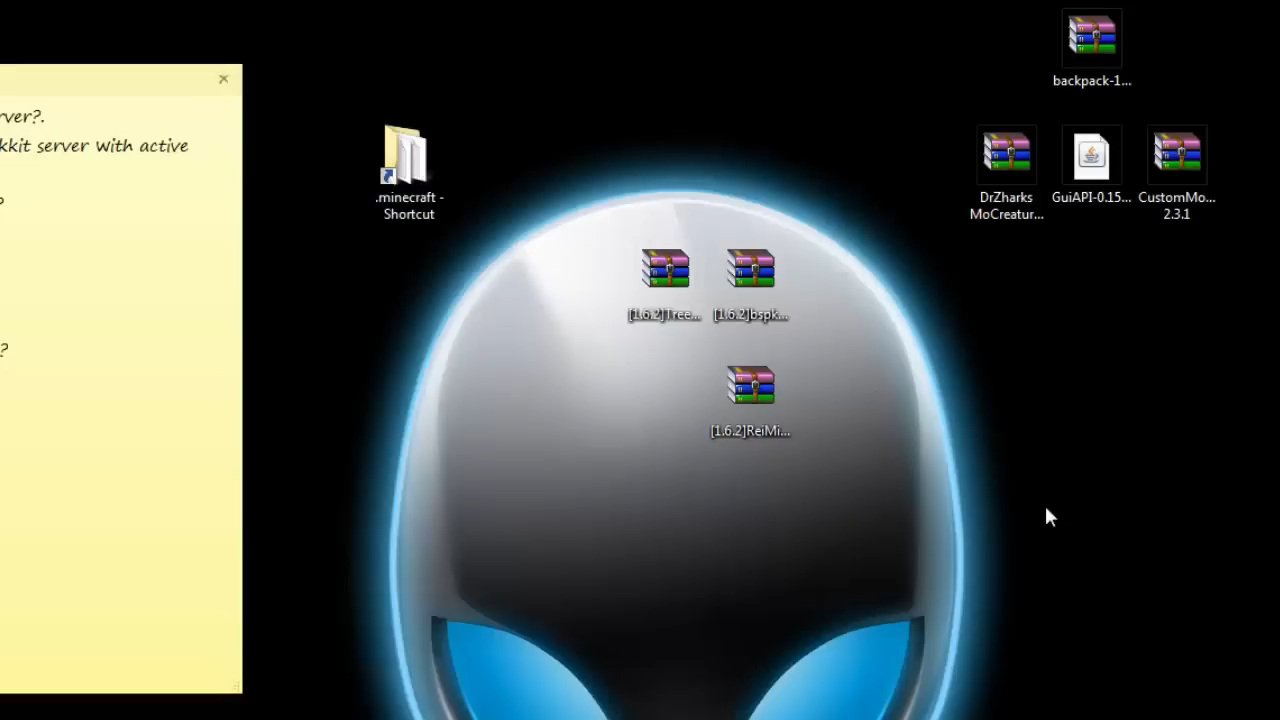 rver?.
kkit server with active
?
?
.minecraft -
Shortcut
backpack-1...
DrZharks
MoCreatur...
GuiAPI-0.15...
CustomMo...
2.3.1
[1.6.2]Tree...
[1.6.2]bspk...
[1.6.2]ReiMi...